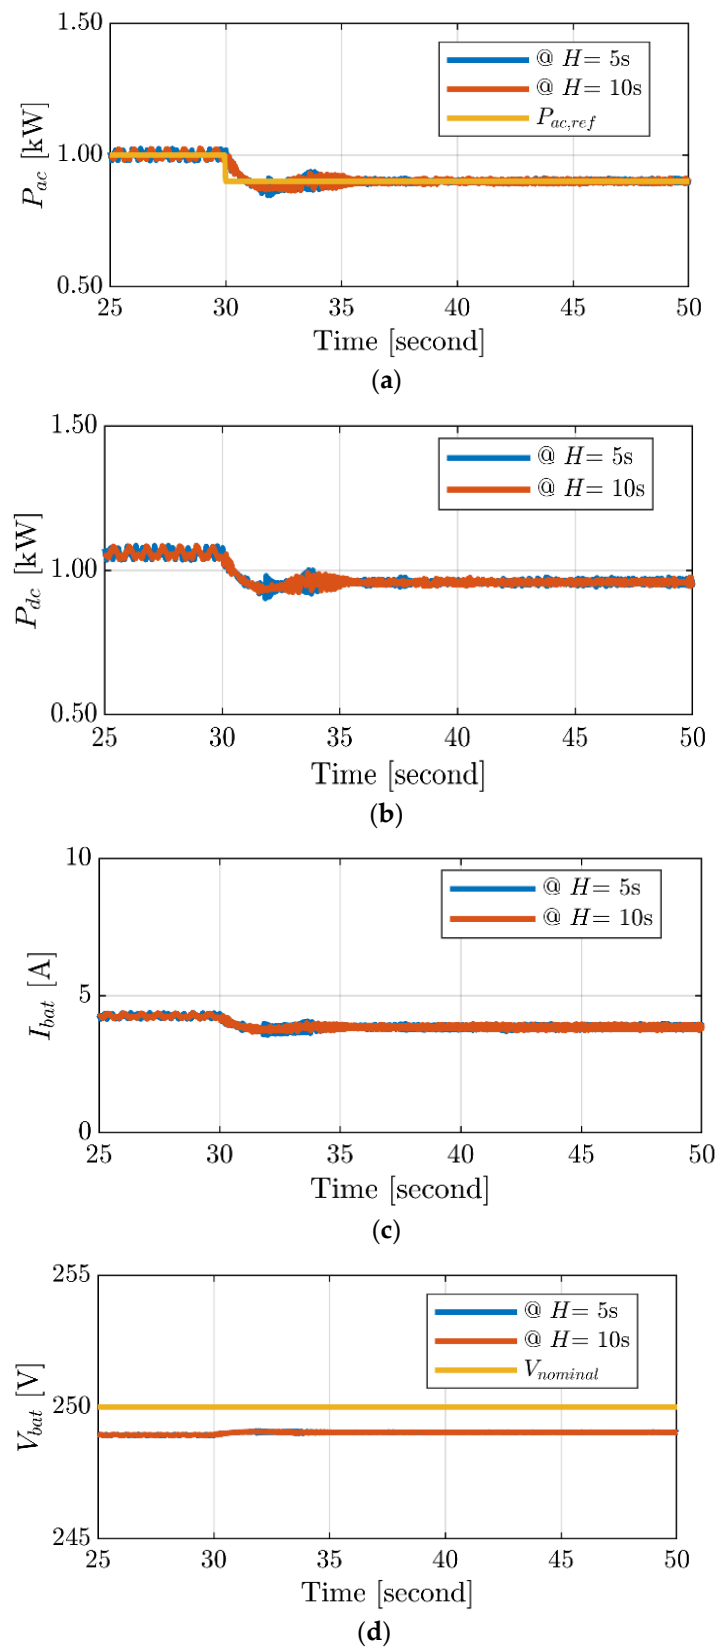 1.50
@ H= 5s
@ H= 10s
P_ac,ref
P_ac [kW]
1.00
0.50
25 30 35 40 45 50
Time [second]
(a)
1.50
@ H= 5s
@ H= 10s
P_dc [kW]
1.00
0.50
25 30 35 40 45 50
Time [second]
(b)
10
@ H= 5s
@ H= 10s
I_bat [A]
5
0
25 30 35 40 45 50
Time [second]
(c)
255
@ H= 5s
@ H= 10s
V_nominal
V_bat [V]
250
245
25 30 35 40 45 50
Time [second]
(d)